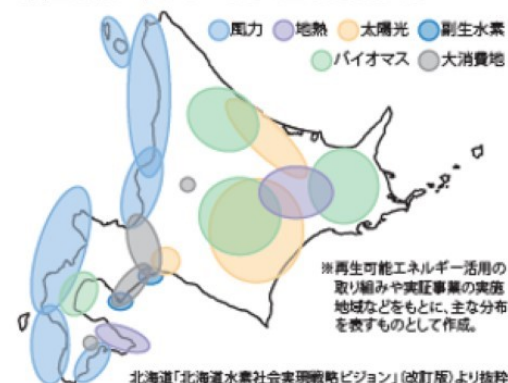 風力 地熱 太陽光 副生水素
バイオマス 大消費地
※再生可能エネルギー活用の
取り組みや実証事業の実施
地域などをもとに、主な分布
を表すものとして作成。
北海道「北海道水素社会実現戦略ビジョン」(改訂版)より抜粋